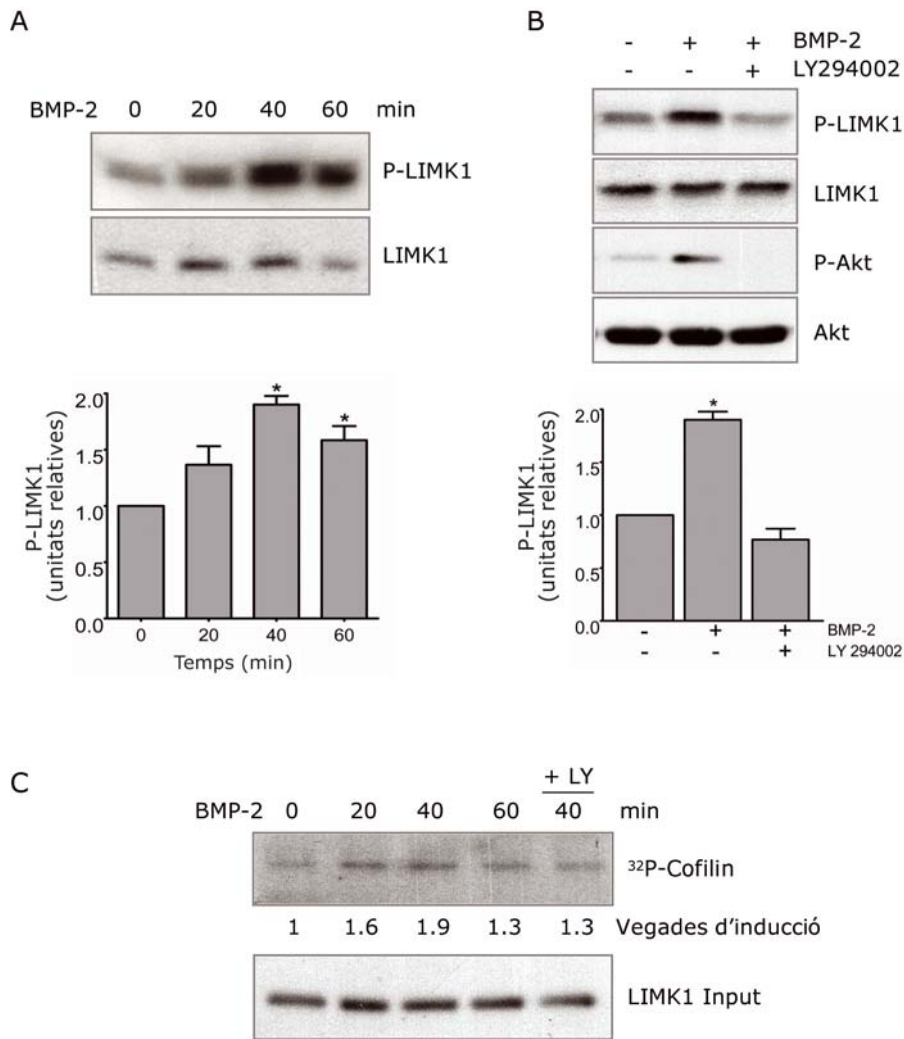 A
BMP-2 0 20 40 60 min
P-LIMK1
LIMK1
P-LIMK1
(unitats relatives)
2.0
1.5
1.0
0.5
0.0
* *
0 20 40 60
Temps (min)
B
- + + BMP-2
- - + LY294002
P-LIMK1
LIMK1
P-Akt
Akt
P-LIMK1
(unitats relatives)
2.0
1.5
1.0
0.5
0.0
*
- + + BMP-2
- - + LY 294002
C
+ LY
BMP-2 0 20 40 60 40 min
³²P-Cofilin
1 1.6 1.9 1.3 1.3 Vegades d’inducció
LIMK1 Input